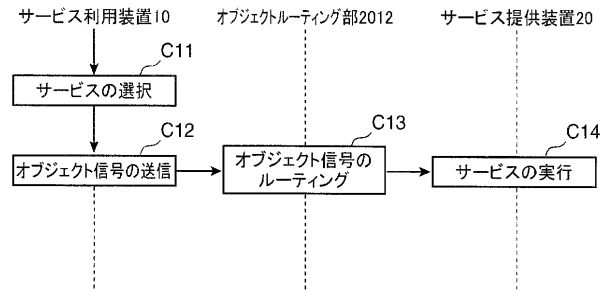 サービス利用装置10
オブジェクトルーティング部2012
サービス提供装置20
C11
サービスの選択
C12
オブジェクト信号の送信
C13
オブジェクト信号の
ルーティング
C14
サービスの実行